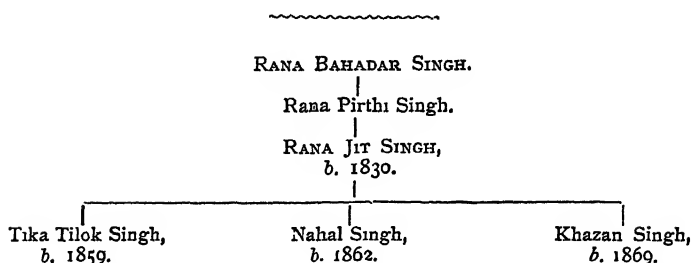 RANA BAHADAR SINGH.
Rana Pirthi Singh.
RANA JIT SINGH,
b. 1830.
Tika Tilok Singh, Nahal Singh, Khazan Singh,
b. 1859. b. 1862. b. 1869.